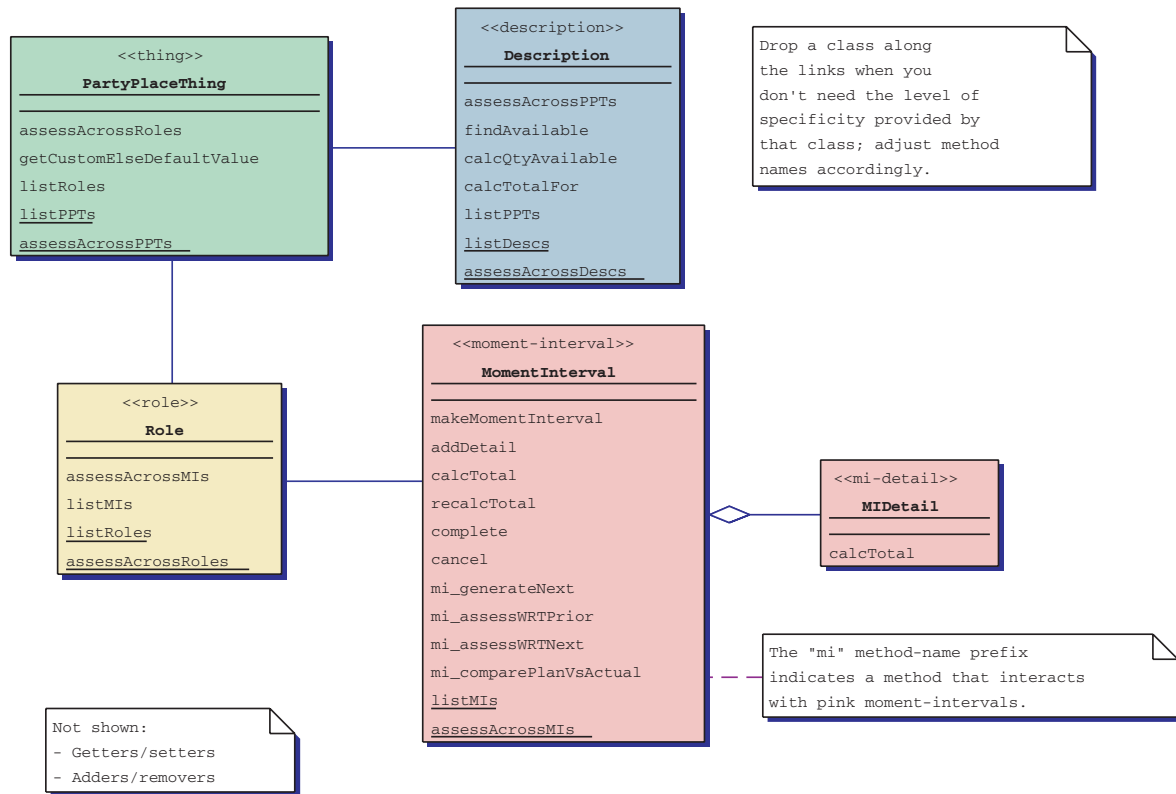 <<thing>>
PartyPlaceThing
assessAcrossRoles
getCustomElseDefaultValue
listRoles
listPPTs
assessAcrossPPTs
<<description>>
Description
assessAcrossPPTs
findAvailable
calcQtyAvailable
calcTotalFor
listPPTs
listDescs
assessAcrossDescs
Drop a class along
the links when you
don't need the level of
specificity provided by
that class; adjust method
names accordingly.
<<role>>
Role
assessAcrossMIs
listMIs
listRoles
assessAcrossRoles
<<moment-interval>>
MomentInterval
makeMomentInterval
addDetail
calcTotal
recalcTotal
complete
cancel
mi_generateNext
mi_assessWRTPrior
mi_assessWRTNext
mi_comparePlanVsActual
listMIs
assessAcrossMIs
<<mi-detail>>
MIDetail
calcTotal
The "mi" method-name prefix
indicates a method that interacts
with pink moment-intervals.
Not shown:
- Getters/setters
- Adders/removers